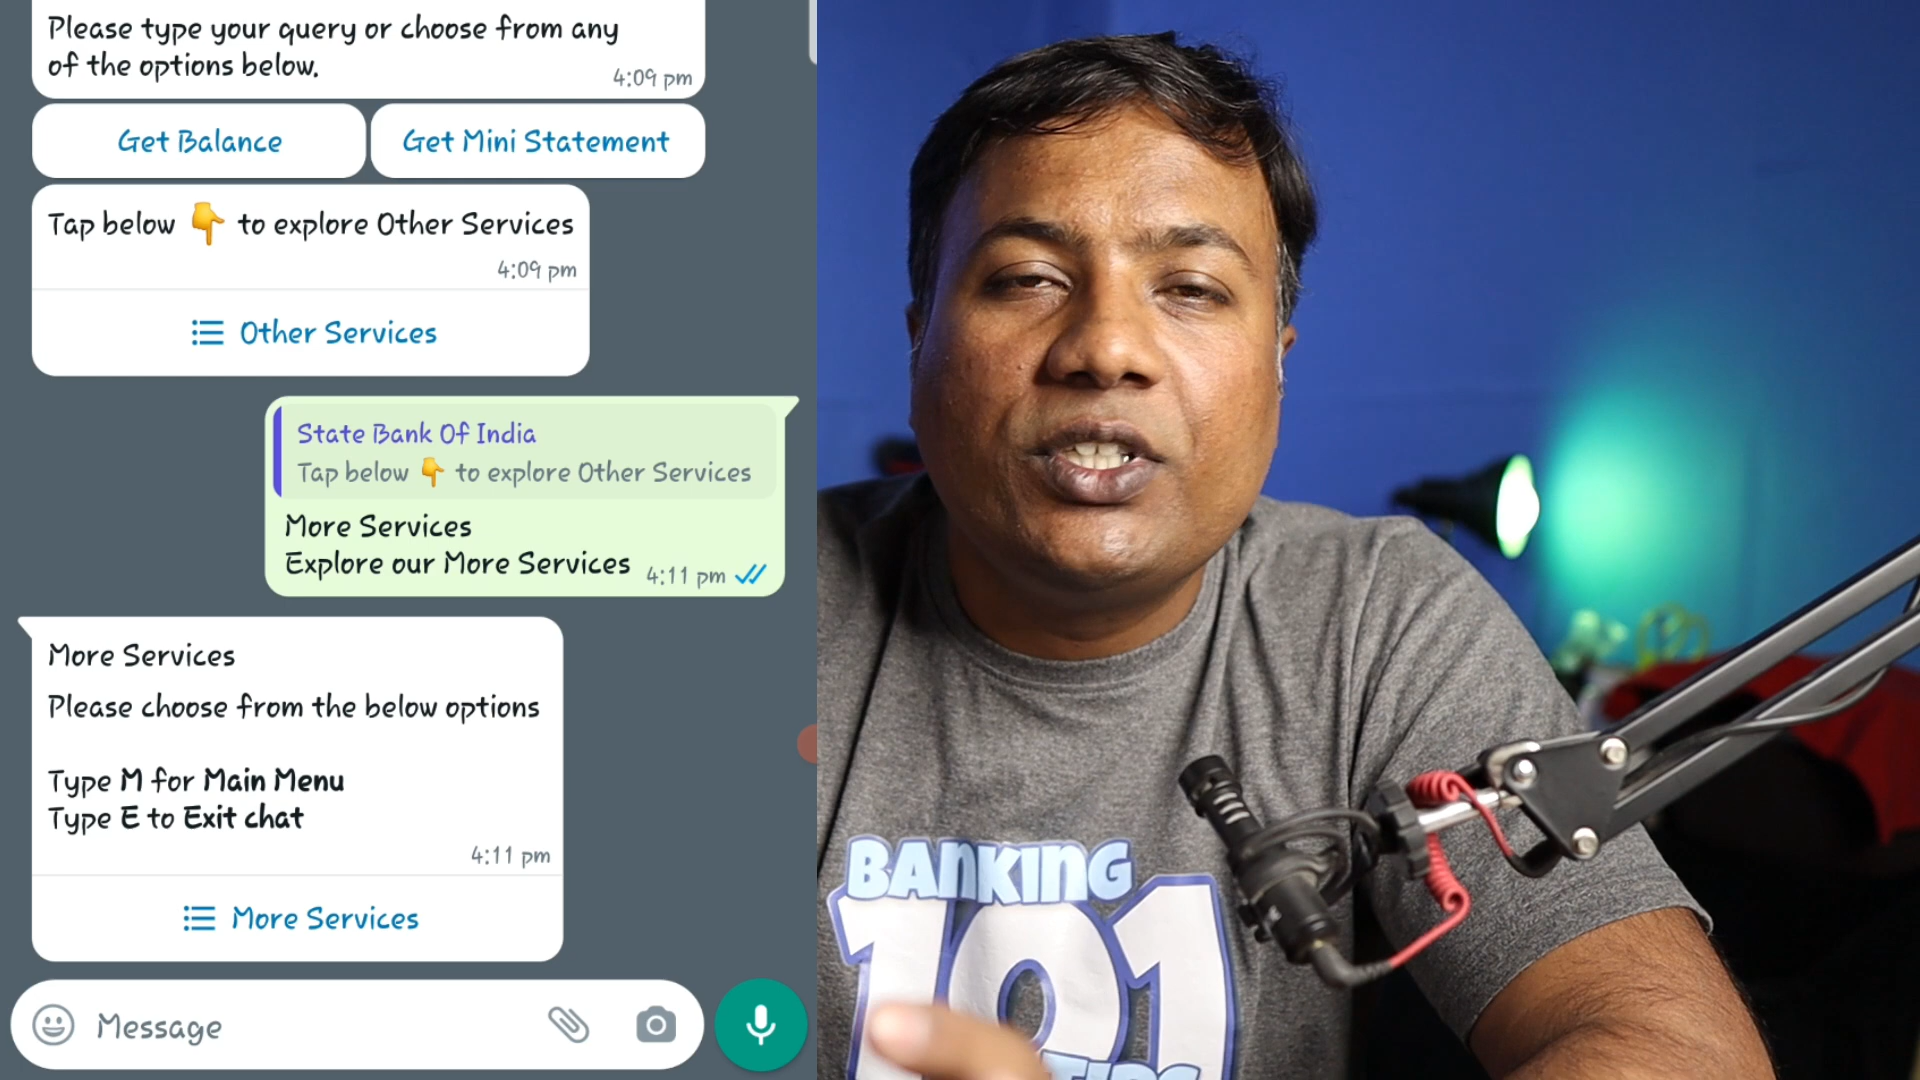 Please type your query or choose from any
of the options below.
4:09 pm
Get Balance
Get Mini Statement
Tap below 👇 to explore Other Services
4:09 pm
Other Services
State Bank Of India
Tap below 👇 to explore Other Services
More Services
Explore our More Services
4:11 pm
More Services
Please choose from the below options
Type M for Main Menu
Type E to Exit chat
4:11 pm
More Services
Message
BANKING
101